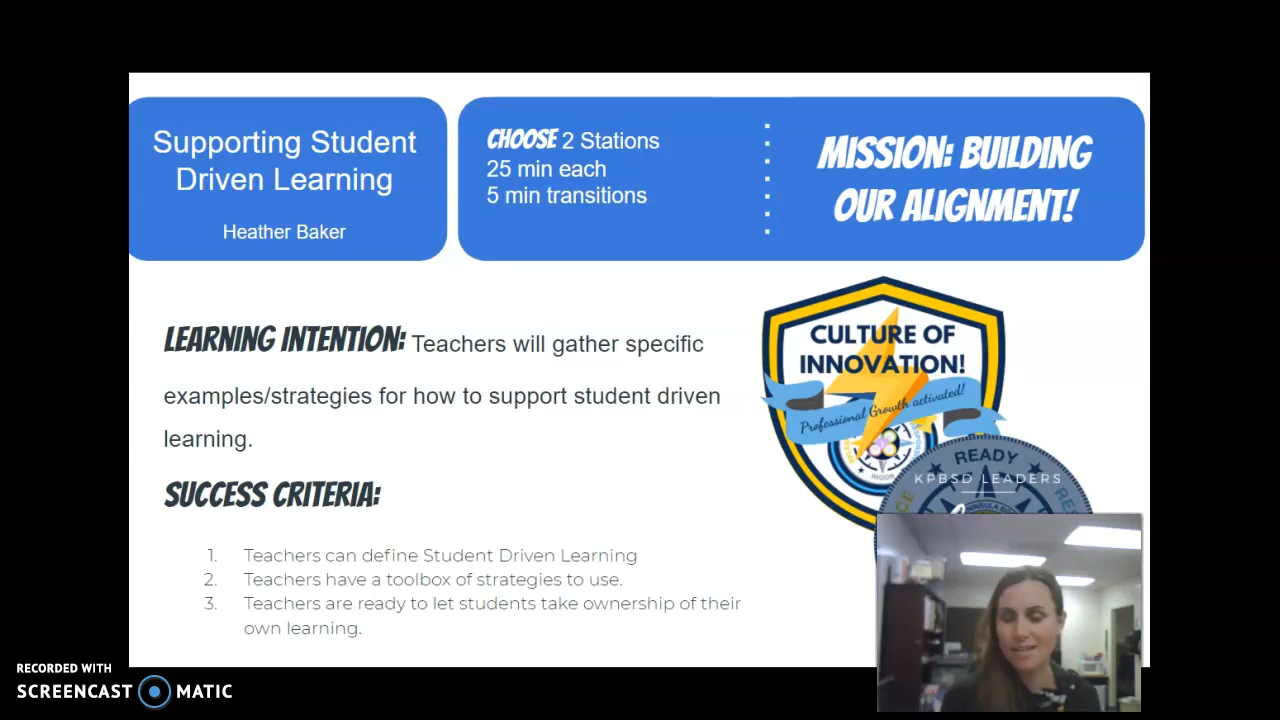 Supporting Student
Driven Learning
Heather Baker
CHOOSE 2 Stations
25 min each
5 min transitions
MISSION: BUILDING
OUR ALIGNMENT!
LEARNING INTENTION: Teachers will gather specific
examples/strategies for how to support student driven
learning.
SUCCESS CRITERIA:
1. Teachers can define Student Driven Learning
2. Teachers have a toolbox of strategies to use.
3. Teachers are ready to let students take ownership of their
own learning.
CULTURE OF
INNOVATION!
Professional Growth activated!
RIGOR
READY
KPBSD LEADERS
RECORDED WITH
SCREENCAST MATIC